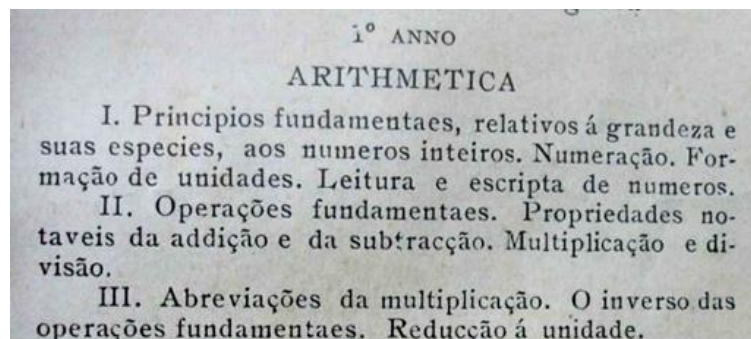 1º ANNO
ARITHMETICA
I. Principios fundamentaes, relativos á grandeza e
suas especies, aos numeros inteiros. Numeração. For-
mação de unidades. Leitura e escripta de numeros.
II. Operações fundamentaes. Propriedades no-
taveis da addição e da subtracção. Multiplicação e di-
visão.
III. Abreviações da multiplicação. O inverso das
operações fundamentaes. Reducção á unidade.